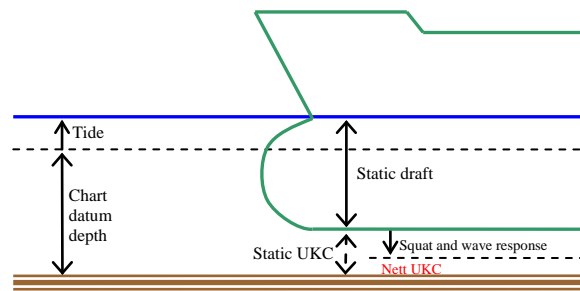 Tide
Chart
datum
depth
Static draft
Static UKC
Squat and wave response
Nett UKC